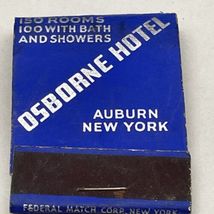 150 ROOMS
100 WITH BATH
AND SHOWERS
OSBORNE HOTEL
AUBURN
NEW YORK
FEDERAL MATCH CORP. NEW YORK